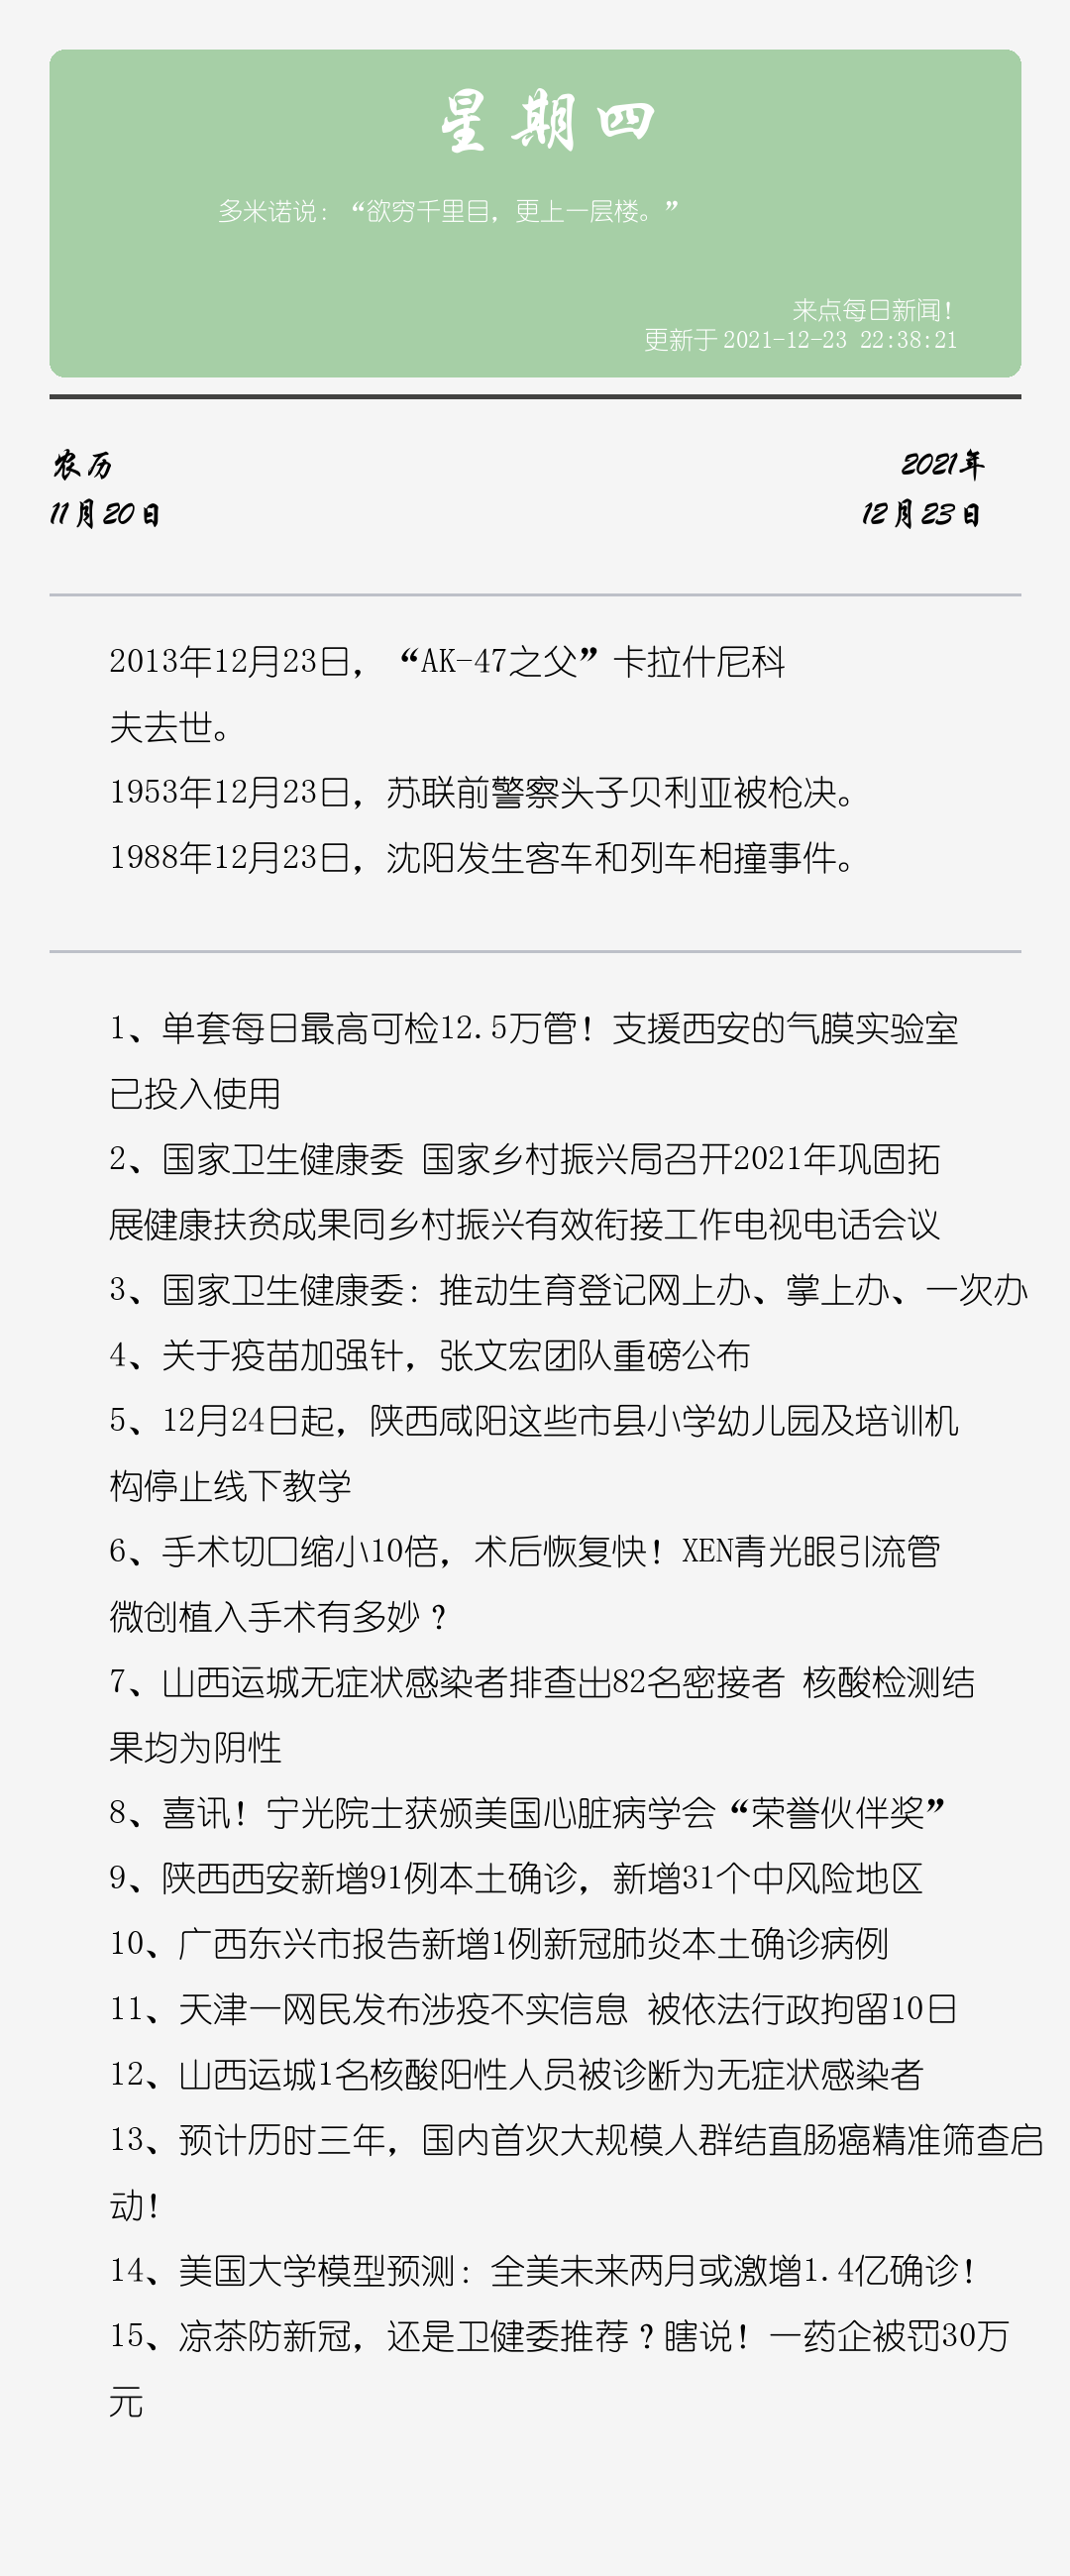 星期四
多米诺说：“欲穷千里目，更上一层楼。”
来点每日新闻！
更新于 2021-12-23 22:38:21
农历
2021年
11月20日
12月23日
2013年12月23日，“AK-47之父”卡拉什尼科
夫去世。
1953年12月23日，苏联前警察头子贝利亚被枪决。
1988年12月23日，沈阳发生客车和列车相撞事件。
1、单套每日最高可检12.5万管！支援西安的气膜实验室
已投入使用
2、国家卫生健康委 国家乡村振兴局召开2021年巩固拓
展健康扶贫成果同乡村振兴有效衔接工作电视电话会议
3、国家卫生健康委：推动生育登记网上办、掌上办、一次办
4、关于疫苗加强针，张文宏团队重磅公布
5、12月24日起，陕西咸阳这些市县小学幼儿园及培训机
构停止线下教学
6、手术切口缩小10倍，术后恢复快！XEN青光眼引流管
微创植入手术有多妙？
7、山西运城无症状感染者排查出82名密接者 核酸检测结
果均为阴性
8、喜讯！宁光院士获颁美国心脏病学会“荣誉伙伴奖”
9、陕西西安新增91例本土确诊，新增31个中风险地区
10、广西东兴市报告新增1例新冠肺炎本土确诊病例
11、天津一网民发布涉疫不实信息 被依法行政拘留10日
12、山西运城1名核酸阳性人员被诊断为无症状感染者
13、预计历时三年，国内首次大规模人群结直肠癌精准筛查启
动！
14、美国大学模型预测：全美未来两月或激增1.4亿确诊！
15、凉茶防新冠，还是卫健委推荐？瞎说！一药企被罚30万
元